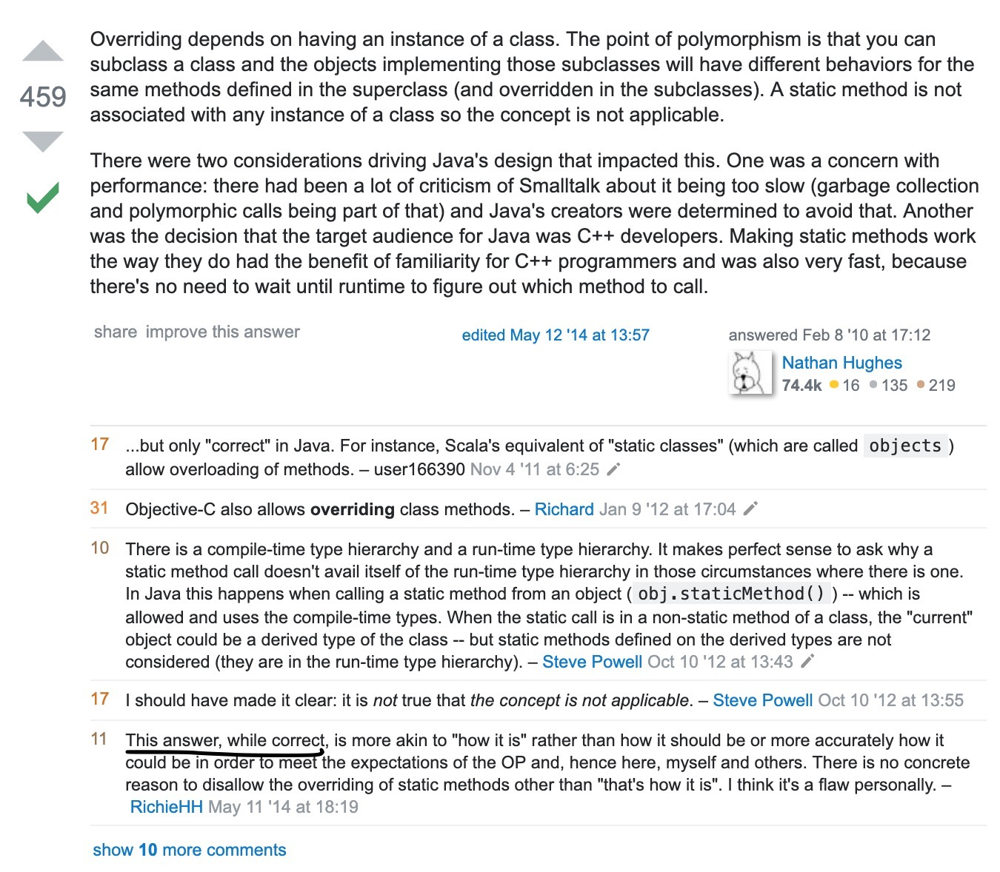 Overriding depends on having an instance of a class. The point of polymorphism is that you can
subclass a class and the objects implementing those subclasses will have different behaviors for the
459
same methods defined in the superclass (and overridden in the subclasses). A static method is not
associated with any instance of a class so the concept is not applicable.
There were two considerations driving Java's design that impacted this. One was a concern with
performance: there had been a lot of criticism of Smalltalk about it being too slow (garbage collection
and polymorphic calls being part of that) and Java's creators were determined to avoid that. Another
was the decision that the target audience for Java was C++ developers. Making static methods work
the way they do had the benefit of familiarity for C++ programmers and was also very fast, because
there's no need to wait until runtime to figure out which method to call.
share improve this answer edited May 12 '14 at 13:57 answered Feb 8 '10 at 17:12
Nathan Hughes
74.4k 16 135 219
17 ...but only "correct" in Java. For instance, Scala's equivalent of "static classes" (which are called objects )
allow overloading of methods. – user166390 Nov 4 '11 at 6:25
31 Objective-C also allows overriding class methods. – Richard Jan 9 '12 at 17:04
10 There is a compile-time type hierarchy and a run-time type hierarchy. It makes perfect sense to ask why a
static method call doesn't avail itself of the run-time type hierarchy in those circumstances where there is one.
In Java this happens when calling a static method from an object ( obj.staticMethod() ) -- which is
allowed and uses the compile-time types. When the static call is in a non-static method of a class, the "current"
object could be a derived type of the class -- but static methods defined on the derived types are not
considered (they are in the run-time type hierarchy). – Steve Powell Oct 10 '12 at 13:43
17 I should have made it clear: it is not true that the concept is not applicable. – Steve Powell Oct 10 '12 at 13:55
11 This answer, while correct, is more akin to "how it is" rather than how it should be or more accurately how it
could be in order to meet the expectations of the OP and, hence here, myself and others. There is no concrete
reason to disallow the overriding of static methods other than "that's how it is". I think it's a flaw personally. –
RichieHH May 11 '14 at 18:19
show 10 more comments